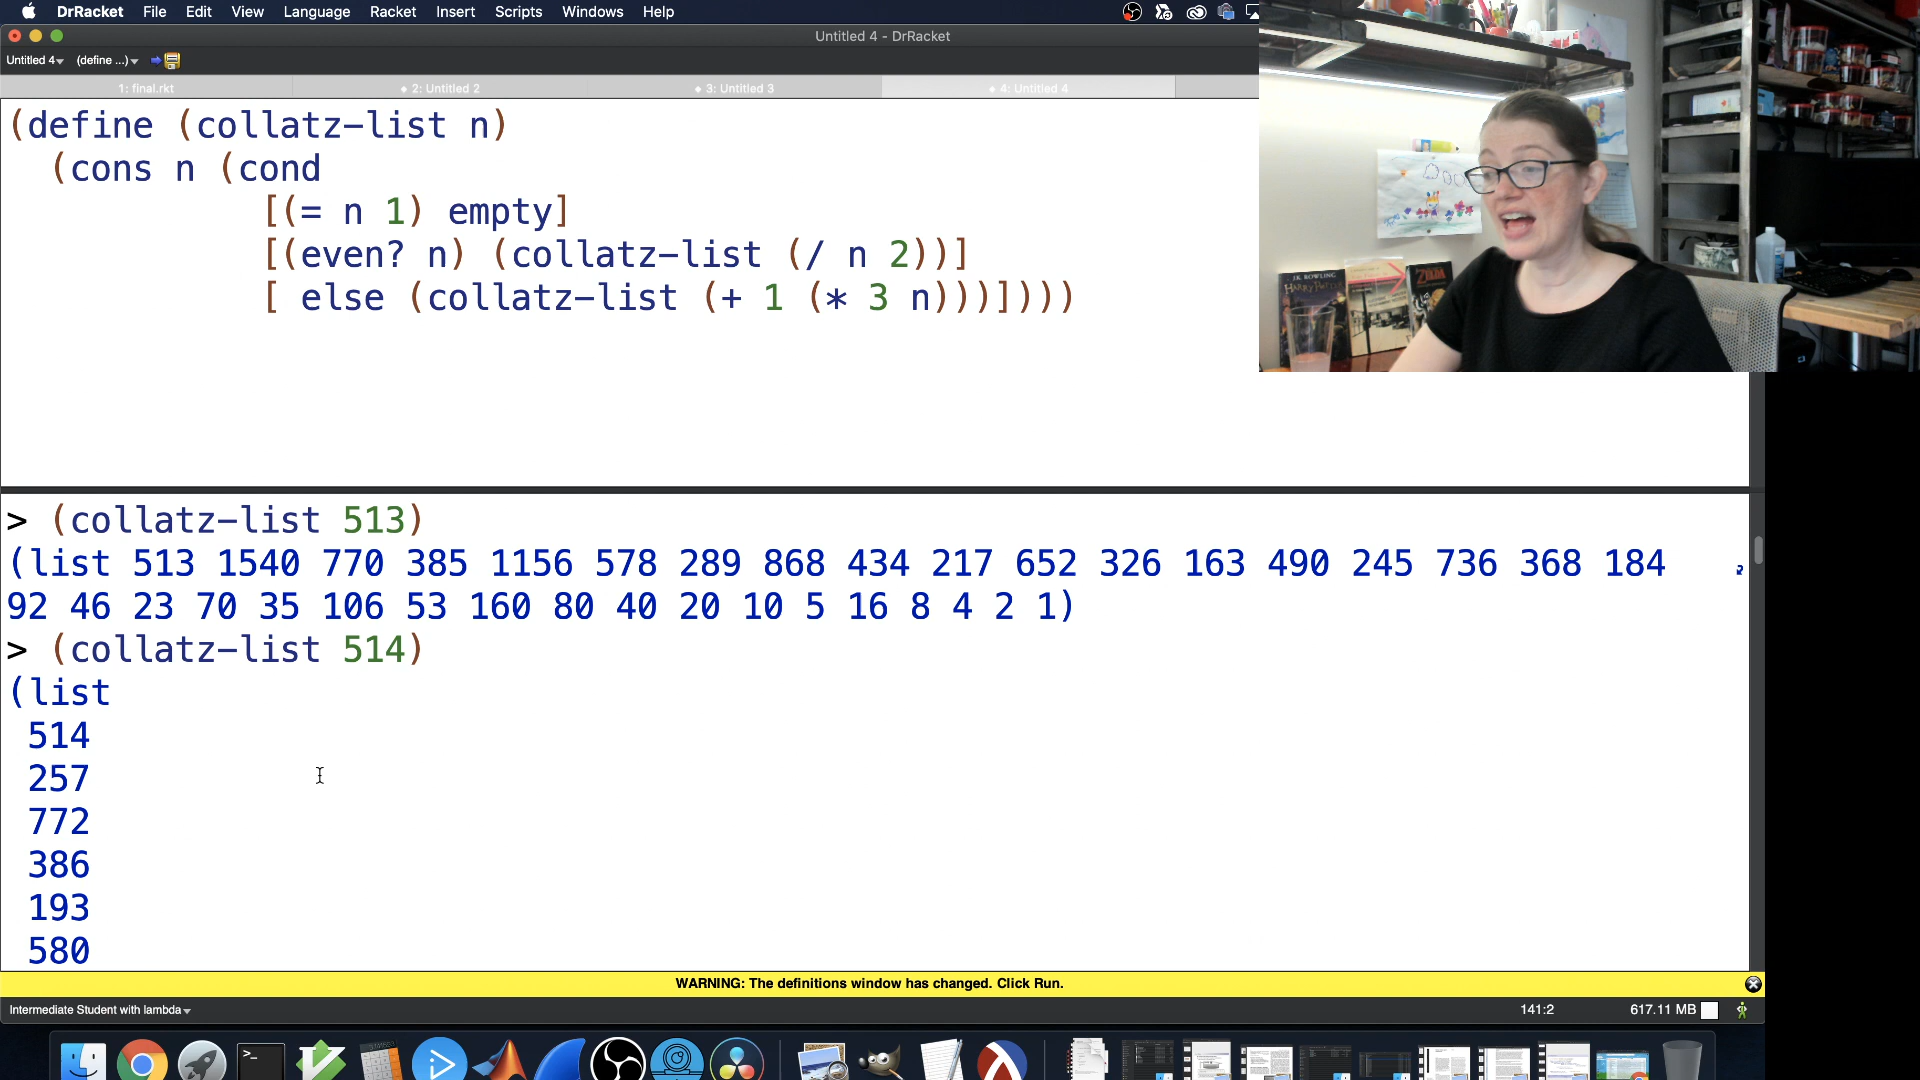 DrRacket File Edit View Language Racket Insert Scripts Windows Help
Untitled 4 - DrRacket
Untitled 4 (define ...)
1: final.rkt 2: Untitled 2 3: Untitled 3 4: Untitled 4
(define (collatz-list n)
(cons n (cond
[(= n 1) empty]
[(even? n) (collatz-list (/ n 2))]
[ else (collatz-list (+ 1 (* 3 n)))])))
J.K. ROWLING
HARRY POTTER
ZELDA
> (collatz-list 513)
(list 513 1540 770 385 1156 578 289 868 434 217 652 326 163 490 245 736 368 184
92 46 23 70 35 106 53 160 80 40 20 10 5 16 8 4 2 1)
> (collatz-list 514)
(list
514
257
772
386
193
580
WARNING: The definitions window has changed. Click Run.
Intermediate Student with lambda 141:2 617.11 MB